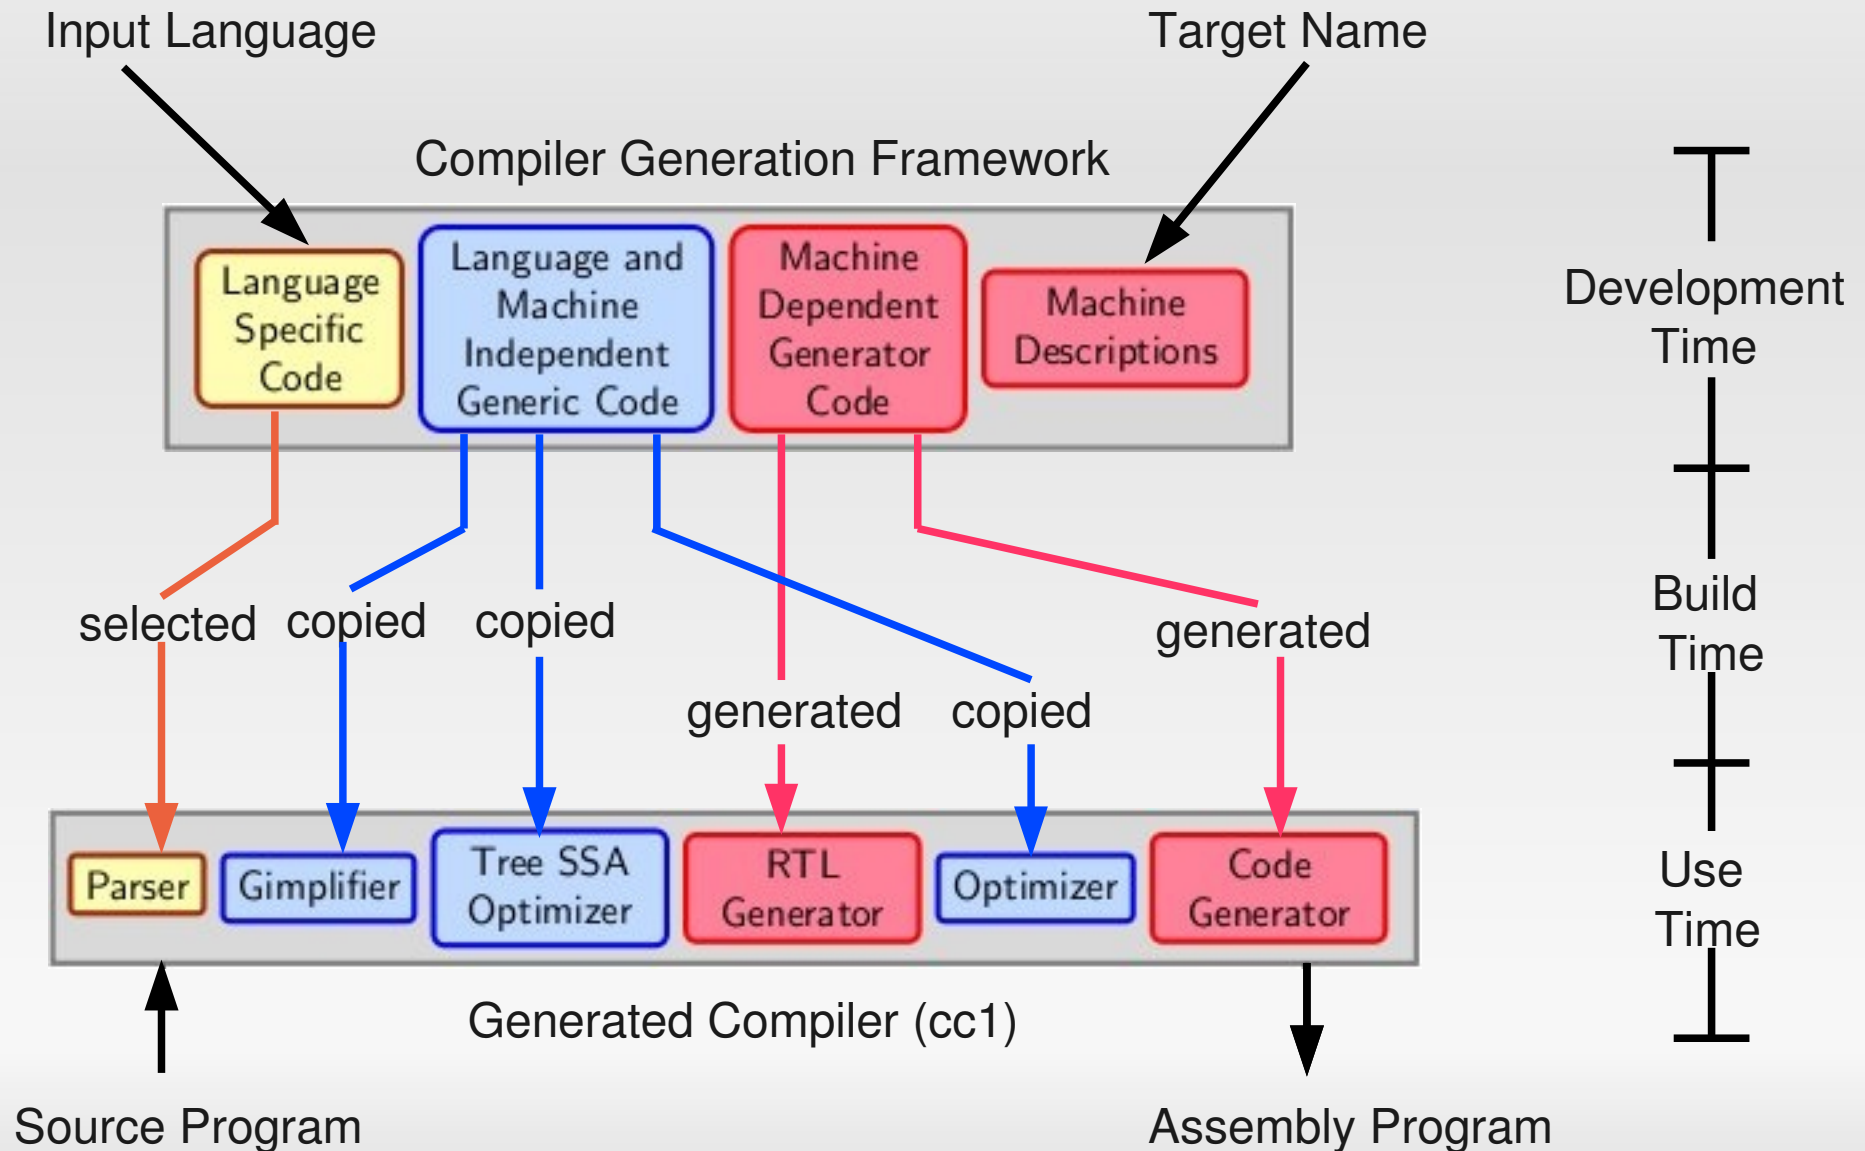 Input Language
Target Name
Compiler Generation Framework
Language
Specific
Code
Language and
Machine
Independent
Generic Code
Machine
Dependent
Generator
Code
Machine
Descriptions
Development
Time
selected
copied
copied
generated
copied
generated
Build
Time
Parser
Gimplifier
Tree SSA
Optimizer
RTL
Generator
Optimizer
Code
Generator
Use
Time
Generated Compiler (cc1)
Source Program
Assembly Program